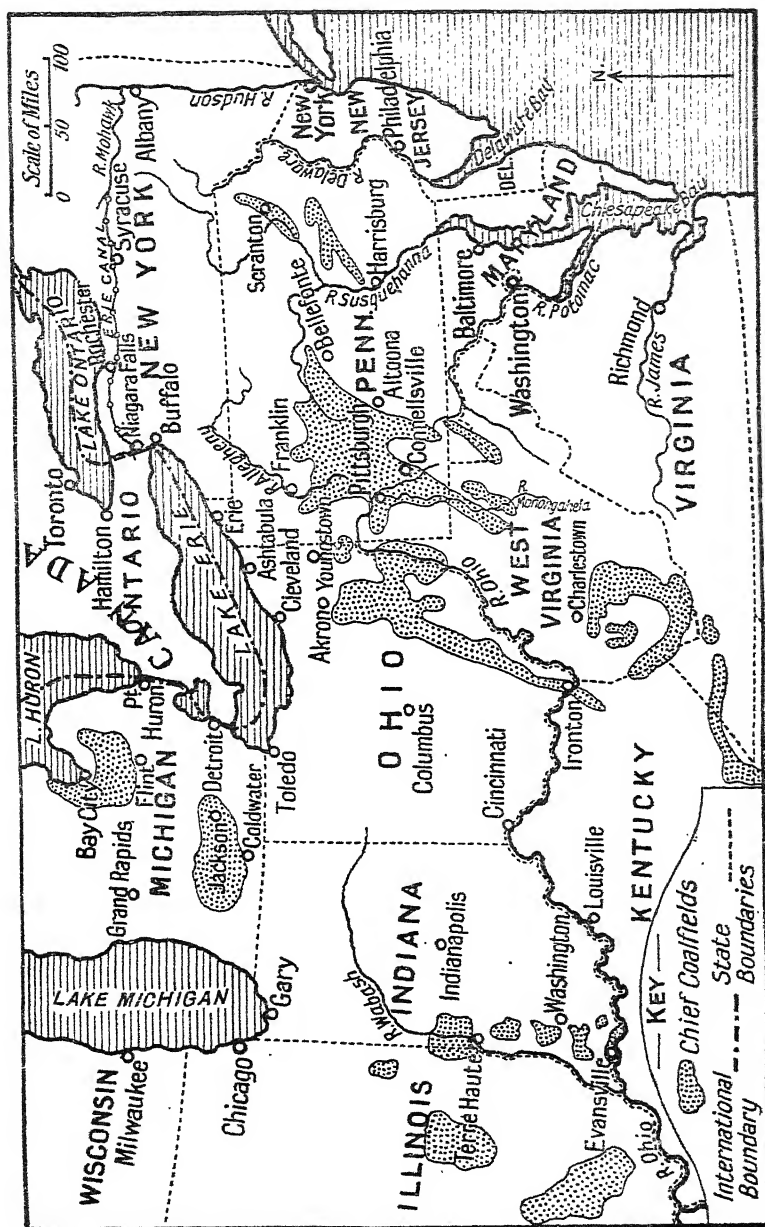 Scale of Miles
0 50 100
N.
WISCONSIN
Milwaukee
LAKE MICHIGAN
Grand Rapids
MICHIGAN
Bay City
Flint
L. HURON
Pt.
Huron
Detroit
Jackson
Coldwater
Toledo
Chicago
Gary
CANADA
ONTARIO
Toronto
Hamilton
LAKE ONTARIO
Niagara Falls
Buffalo
Rochester
ERIE CANAL
Syracuse
R. Mohawk
Albany
NEW YORK
R. Hudson
LAKE ERIE
Erie
Ashtabula
Cleveland
Akron
Youngstown
R. Allegheny
Franklin
Bellefonte
Scranton
R. Delaware
New
York
NEW
JERSEY
Philadelphia
Delaware Bay
DEL.
Harrisburg
R. Susquehanna
PENN.
Altoona
Pittsburgh
Connellsville
Baltimore
MARYLAND
Chesapeake Bay
Washington
R. Potomac
Richmond
R. James
VIRGINIA
R.
Monongahela
WEST
VIRGINIA
Charlestown
R. Ohio
OHIO
Columbus
Cincinnati
Ironton
KENTUCKY
Louisville
INDIANA
Indianapolis
R. Wabash
Washington
ILLINOIS
Terre Haute
Evansville
R. Ohio
KEY
Chief Coalfields
International
Boundary
State
Boundaries